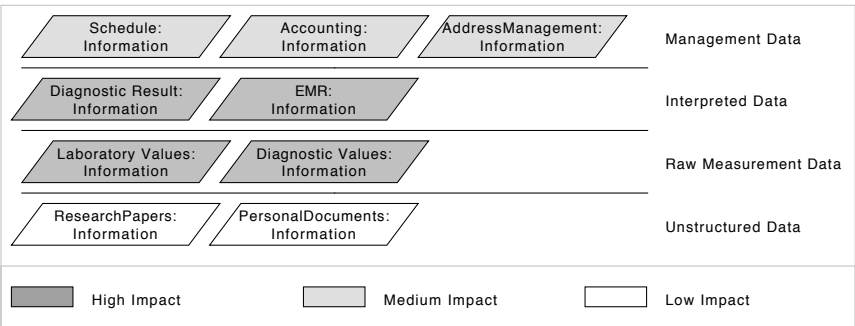 Schedule:
Information
Accounting:
Information
AddressManagement:
Information
Management Data
Diagnostic Result:
Information
EMR:
Information
Interpreted Data
Laboratory Values:
Information
Diagnostic Values:
Information
Raw Measurement Data
ResearchPapers:
Information
PersonalDocuments:
Information
Unstructured Data
High Impact
Medium Impact
Low Impact